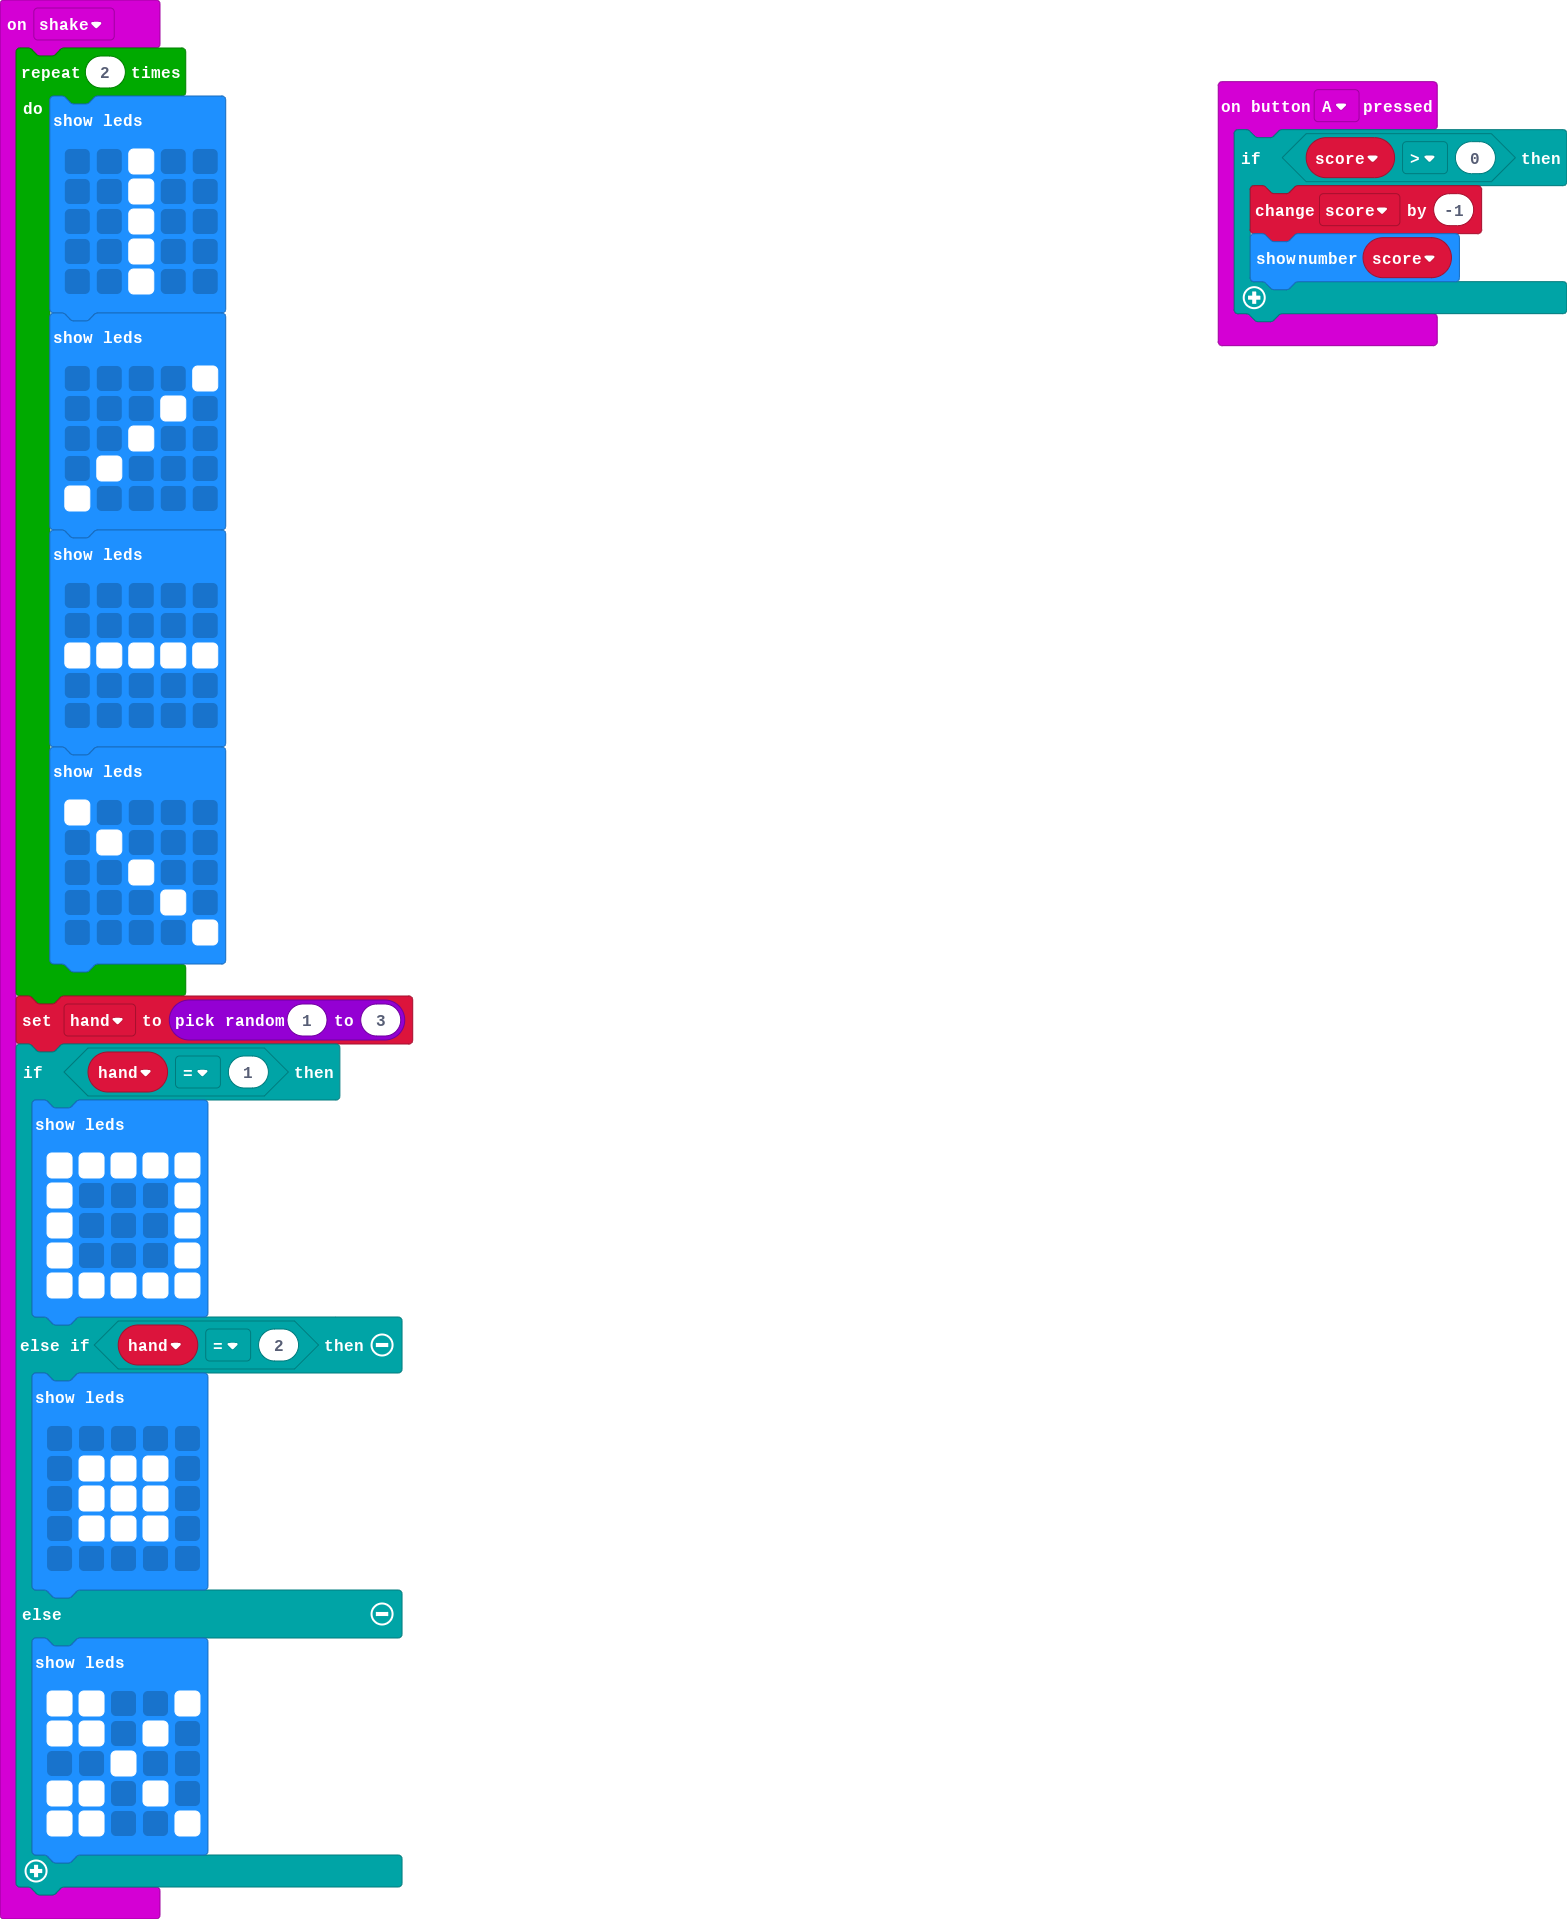 on shake
repeat 2 times
do
show leds
show leds
show leds
show leds
set hand to pick random 1 to 3
if hand = 1 then
show leds
else if hand = 2 then
show leds
else
show leds
on button A pressed
if score > 0 then
change score by -1
show number score